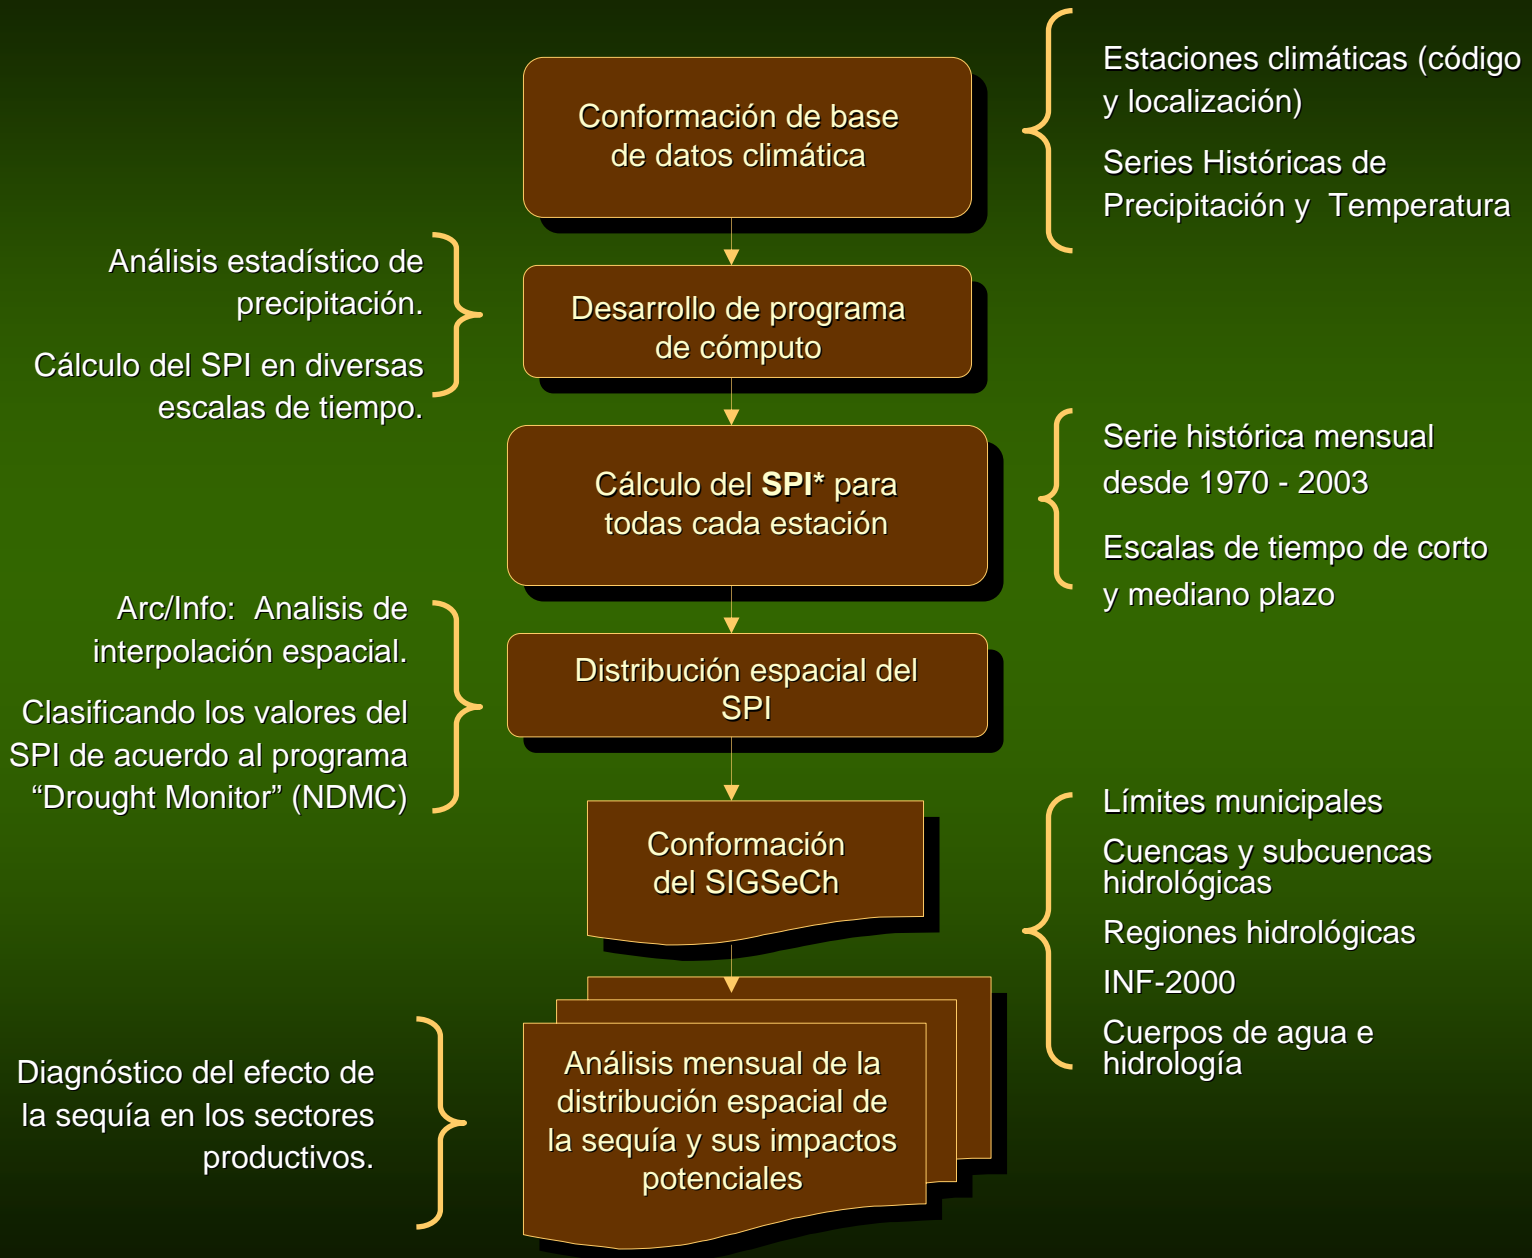 Conformación de base
de datos climática
Estaciones climáticas (código
y localización)
Series Históricas de
Precipitación y Temperatura
Análisis estadístico de
precipitación.
Cálculo del SPI en diversas
escalas de tiempo.
Desarrollo de programa
de cómputo
Cálculo del SPI* para
todas cada estación
Serie histórica mensual
desde 1970 - 2003
Escalas de tiempo de corto
y mediano plazo
Arc/Info: Analisis de
interpolación espacial.
Clasificando los valores del
SPI de acuerdo al programa
“Drought Monitor” (NDMC)
Distribución espacial del
SPI
Conformación
del SIGSeCh
Límites municipales
Cuencas y subcuencas
hidrológicas
Regiones hidrológicas
INF-2000
Cuerpos de agua e
hidrología
Diagnóstico del efecto de
la sequía en los sectores
productivos.
Análisis mensual de la
distribución espacial de
la sequía y sus impactos
potenciales